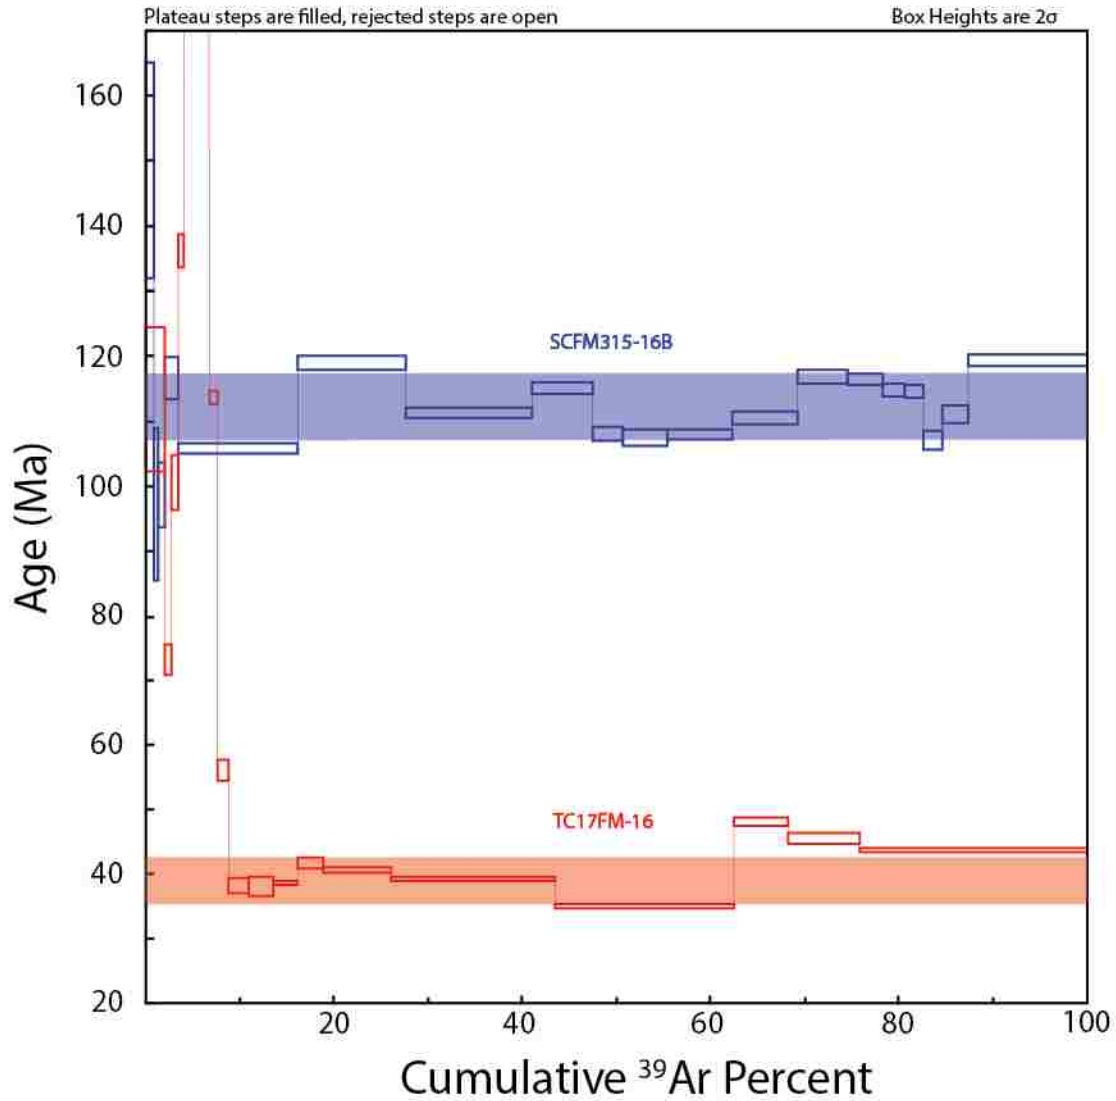 Plateau steps are filled, rejected steps are open
Box Heights are 2σ
160
140
SCFM315-16B
120
100
80
60
TC17FM-16
40
20
20
40
60
80
100
Age (Ma)
Cumulative ³⁹Ar Percent